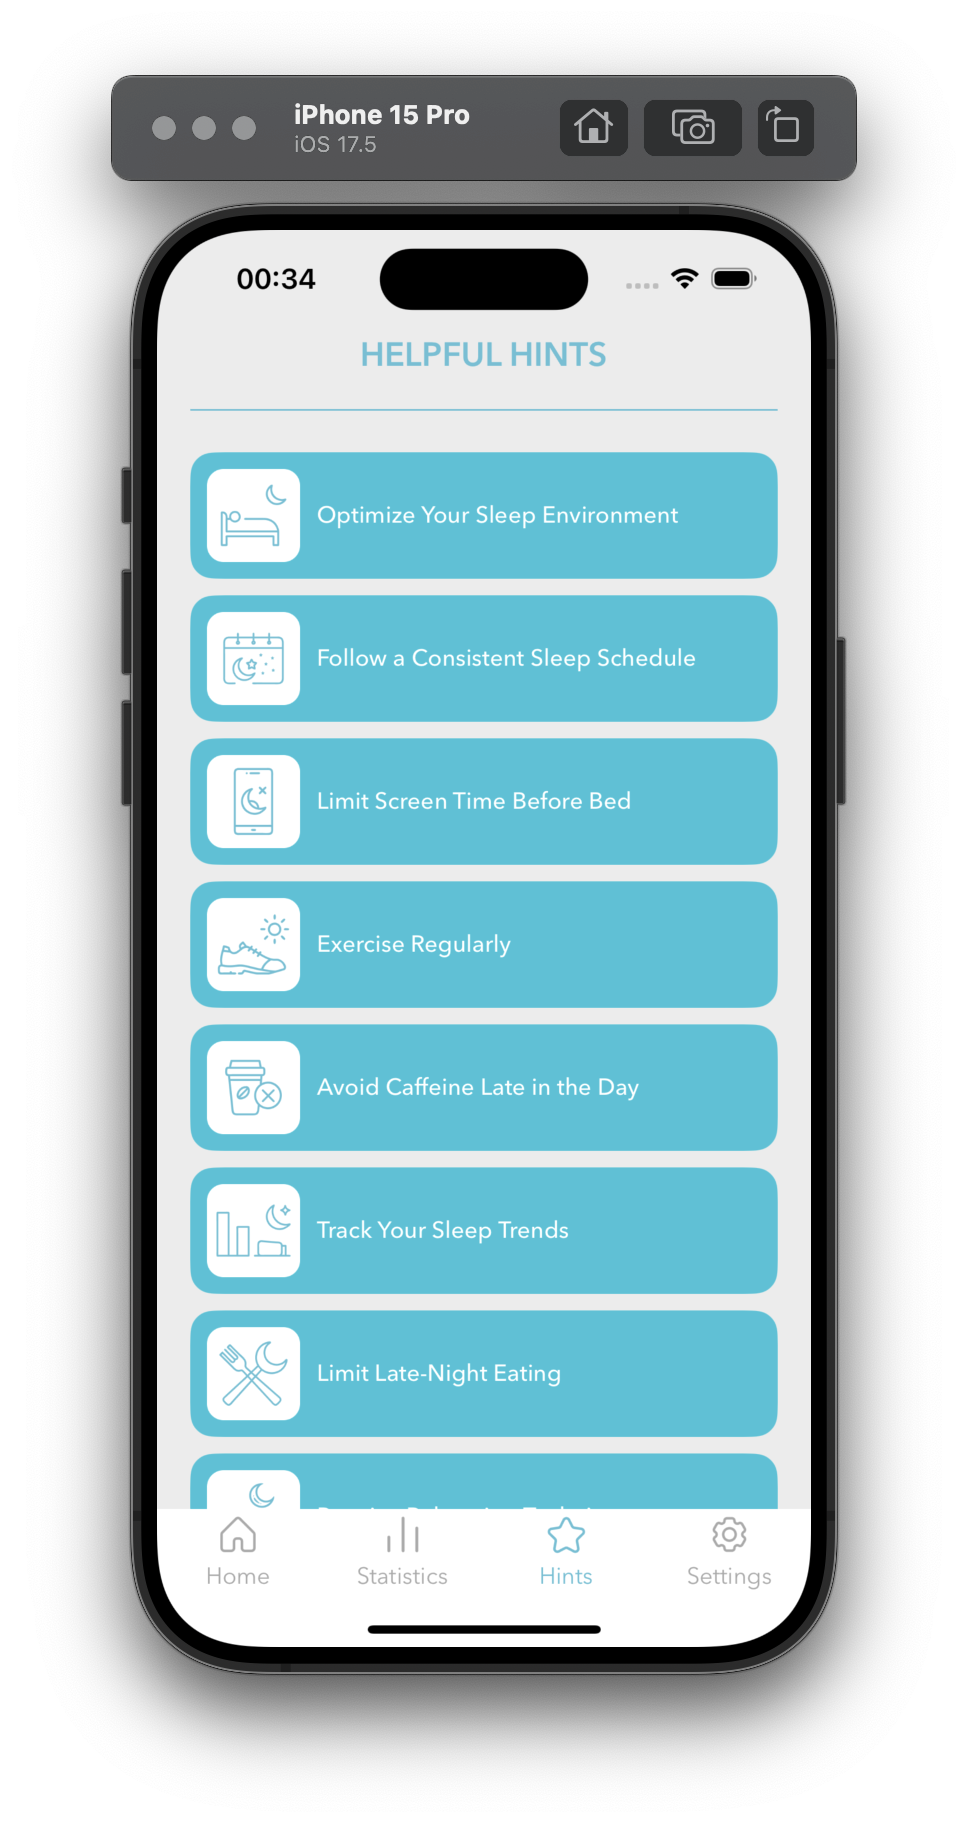 iPhone 15 Pro
iOS 17.5
00:34
HELPFUL HINTS
Optimize Your Sleep Environment
Follow a Consistent Sleep Schedule
Limit Screen Time Before Bed
Exercise Regularly
Avoid Caffeine Late in the Day
Track Your Sleep Trends
Limit Late-Night Eating
Home
Statistics
Hints
Settings